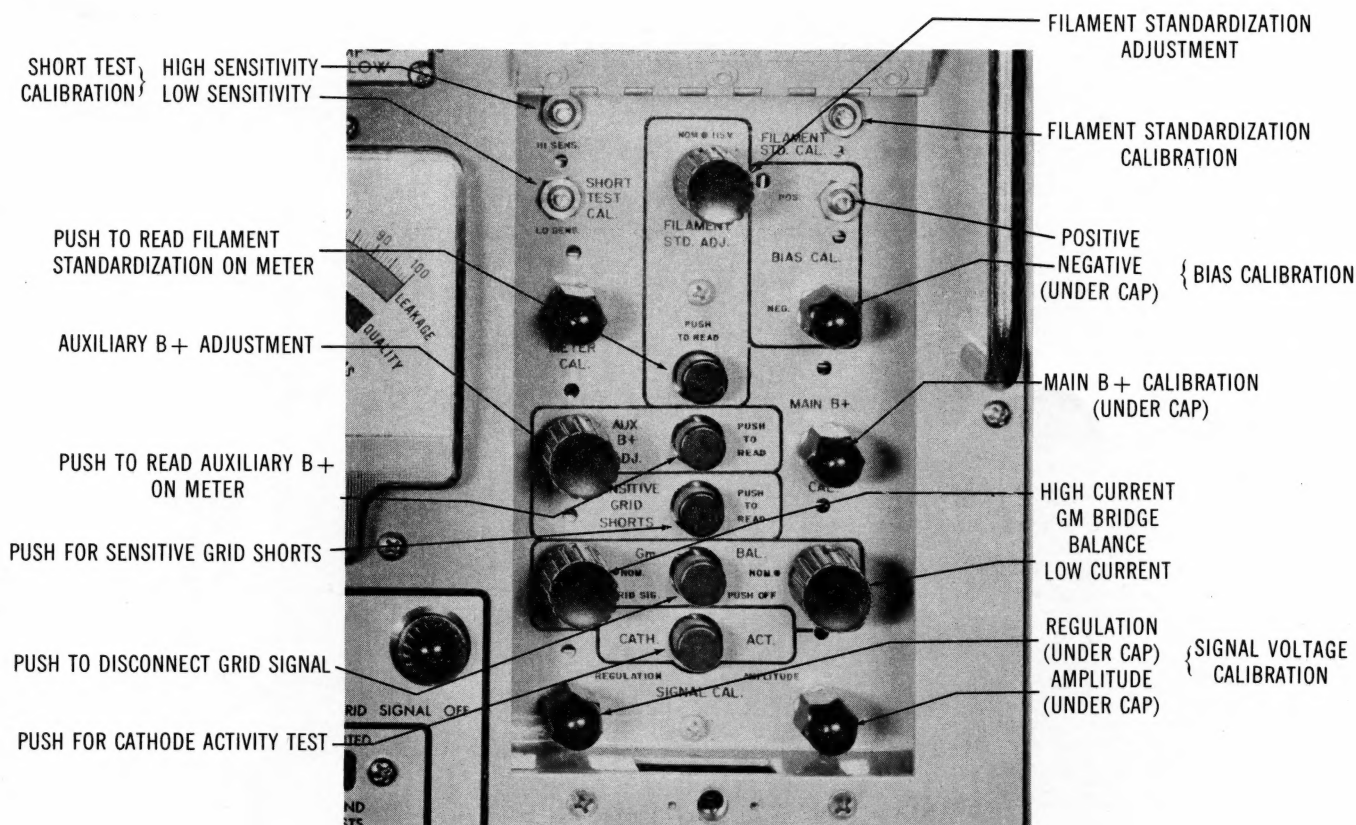 SHORT TEST CALIBRATION
HIGH SENSITIVITY
LOW SENSITIVITY
PUSH TO READ FILAMENT
STANDARDIZATION ON METER
AUXILIARY B+ ADJUSTMENT
PUSH TO READ AUXILIARY B+
ON METER
PUSH FOR SENSITIVE GRID SHORTS
PUSH TO DISCONNECT GRID SIGNAL
PUSH FOR CATHODE ACTIVITY TEST
FILAMENT STANDARDIZATION
ADJUSTMENT
FILAMENT STANDARDIZATION
CALIBRATION
POSITIVE
NEGATIVE
(UNDER CAP)
BIAS CALIBRATION
MAIN B+ CALIBRATION
(UNDER CAP)
HIGH CURRENT
GM BRIDGE
BALANCE
LOW CURRENT
REGULATION
(UNDER CAP)
AMPLITUDE
(UNDER CAP)
SIGNAL VOLTAGE
CALIBRATION
LOW
90
100
LEAKAGE
QUALITY
HI SENS.
SHORT
TEST
CAL.
LO SENS.
FILAMENT
STD. CAL.
FILAMENT
STD. ADJ.
POS.
BIAS CAL.
NEG.
PUSH
TO READ
METER
CAL.
MAIN B+
CAL.
AUX
B+
ADJ.
PUSH
TO
READ
GRID
SHORTS
PUSH
TO
READ
Gm
BAL.
NOM.
NOM.
PUSH OFF
CATH.
ACT.
REGULATION
AMPLITUDE
SIGNAL CAL.
SIGNAL OFF